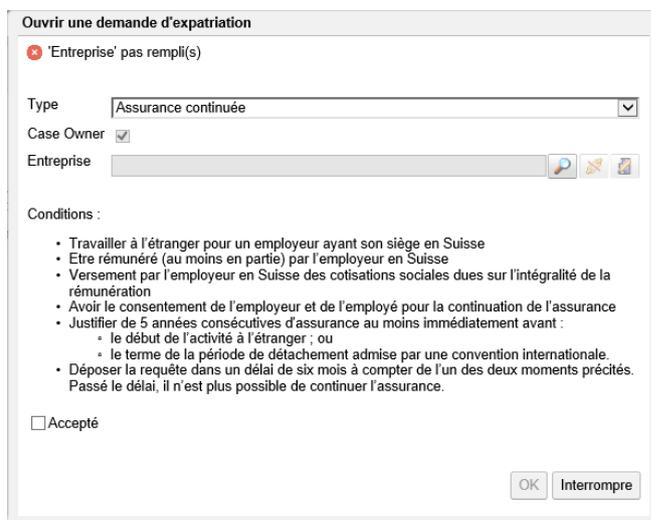 Ouvrir une demande d'expatriation
'Entreprise' pas rempli(s)
Type Assurance continuée
Case Owner
Entreprise
Conditions :
• Travailler à l'étranger pour un employeur ayant son siège en Suisse
• Etre rémunéré (au moins en partie) par l'employeur en Suisse
• Versement par l'employeur en Suisse des cotisations sociales dues sur l'intégralité de la
rémunération
• Avoir le consentement de l'employeur et de l'employé pour la continuation de l'assurance
• Justifier de 5 années consécutives d'assurance au moins immédiatement avant :
∘ le début de l'activité à l'étranger ; ou
∘ le terme de la période de détachement admise par une convention internationale.
• Déposer la requête dans un délai de six mois à compter de l'un des deux moments précités.
Passé le délai, il n'est plus possible de continuer l'assurance.
Accepté
OK Interrompre